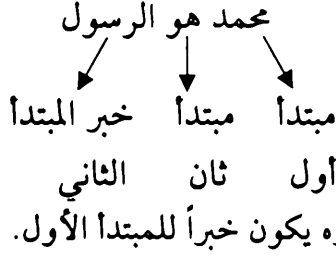 محمد هو الرسول
مبتدأ مبتدأ خبر المبتدأ
أول ثان الثاني
يكون خبراً للمبتدأ الأول.